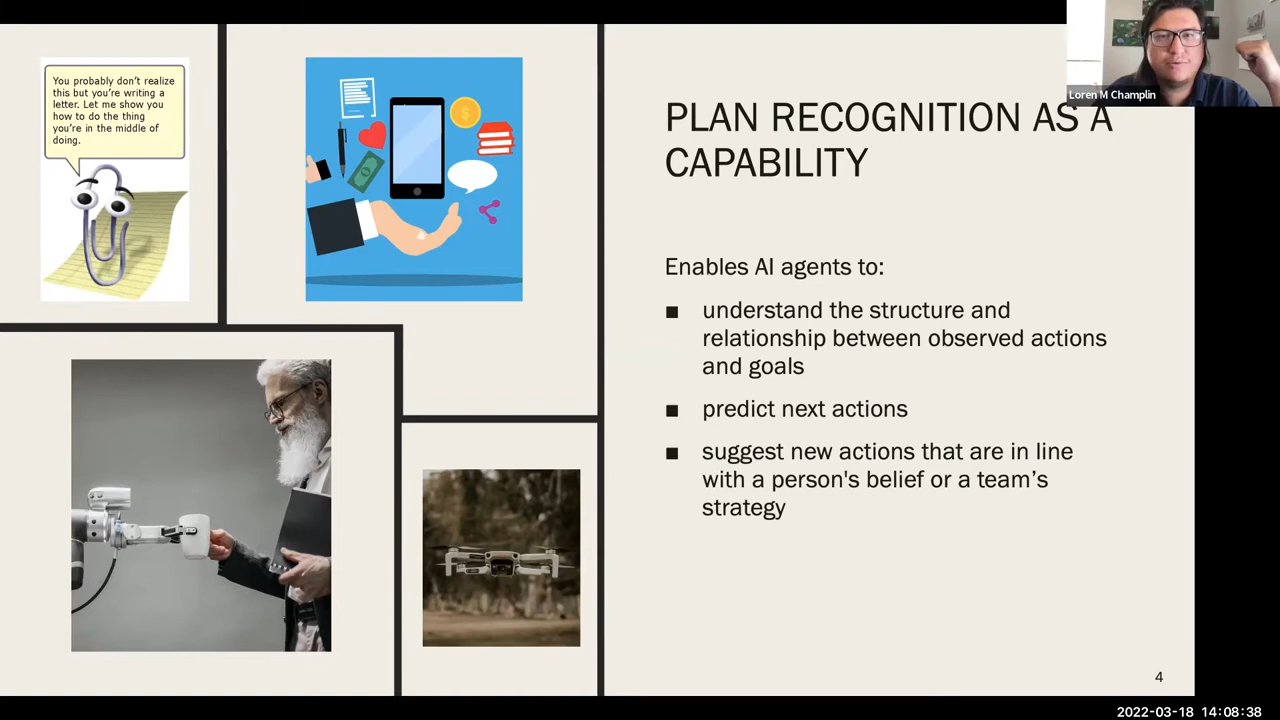 You probably don't realize
this but you're writing a
letter. Let me show you
how to do the thing
you're in the middle of
doing.
$
Loren M Champlin
PLAN RECOGNITION AS A
CAPABILITY
Enables AI agents to:
■ understand the structure and
relationship between observed actions
and goals
■ predict next actions
■ suggest new actions that are in line
with a person's belief or a team’s
strategy
4
2022-03-18 14:08:38